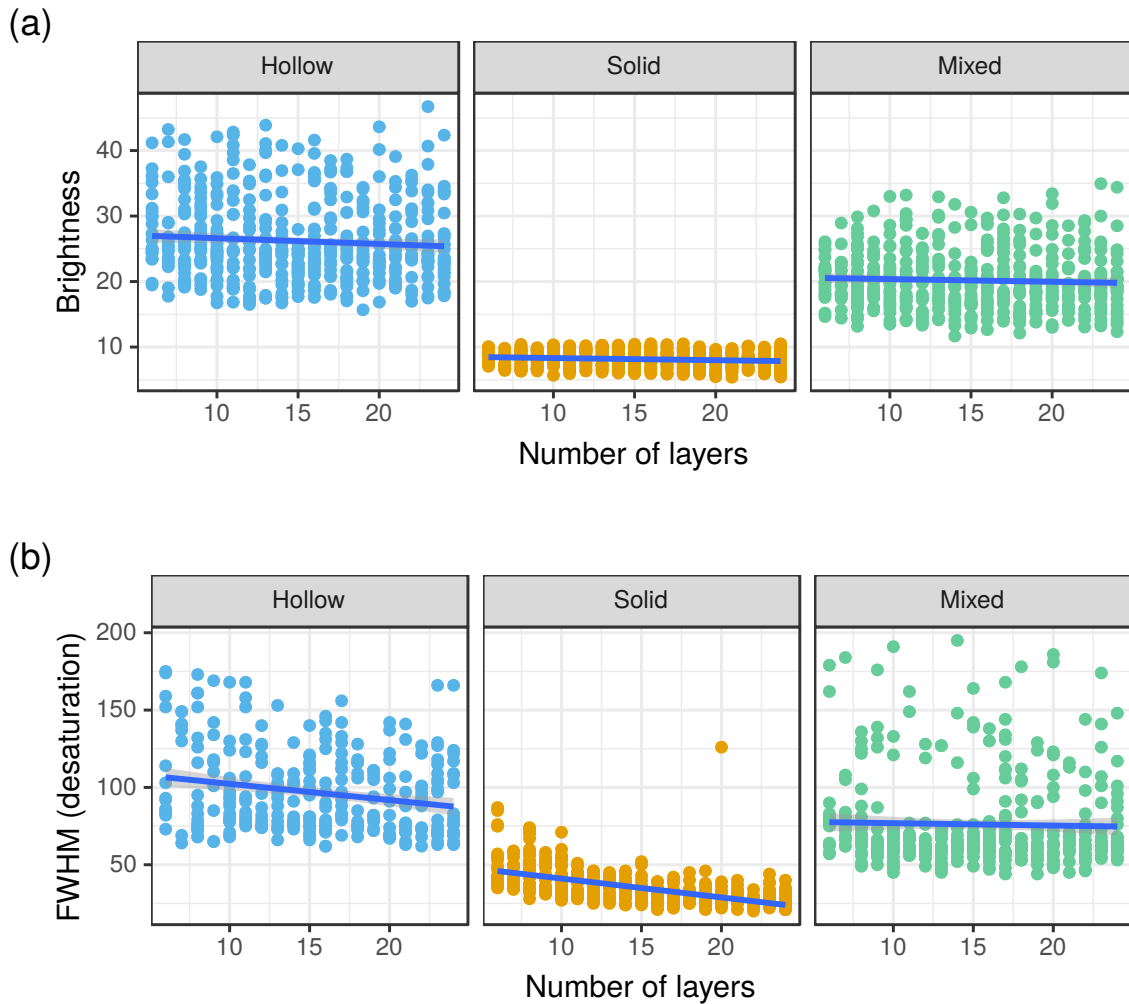 (a)
Hollow Solid Mixed
Brightness
40
30
20
10
10 15 20 10 15 20 10 15 20
Number of layers
(b)
Hollow Solid Mixed
FWHM (desaturation)
200
150
100
50
10 15 20 10 15 20 10 15 20
Number of layers